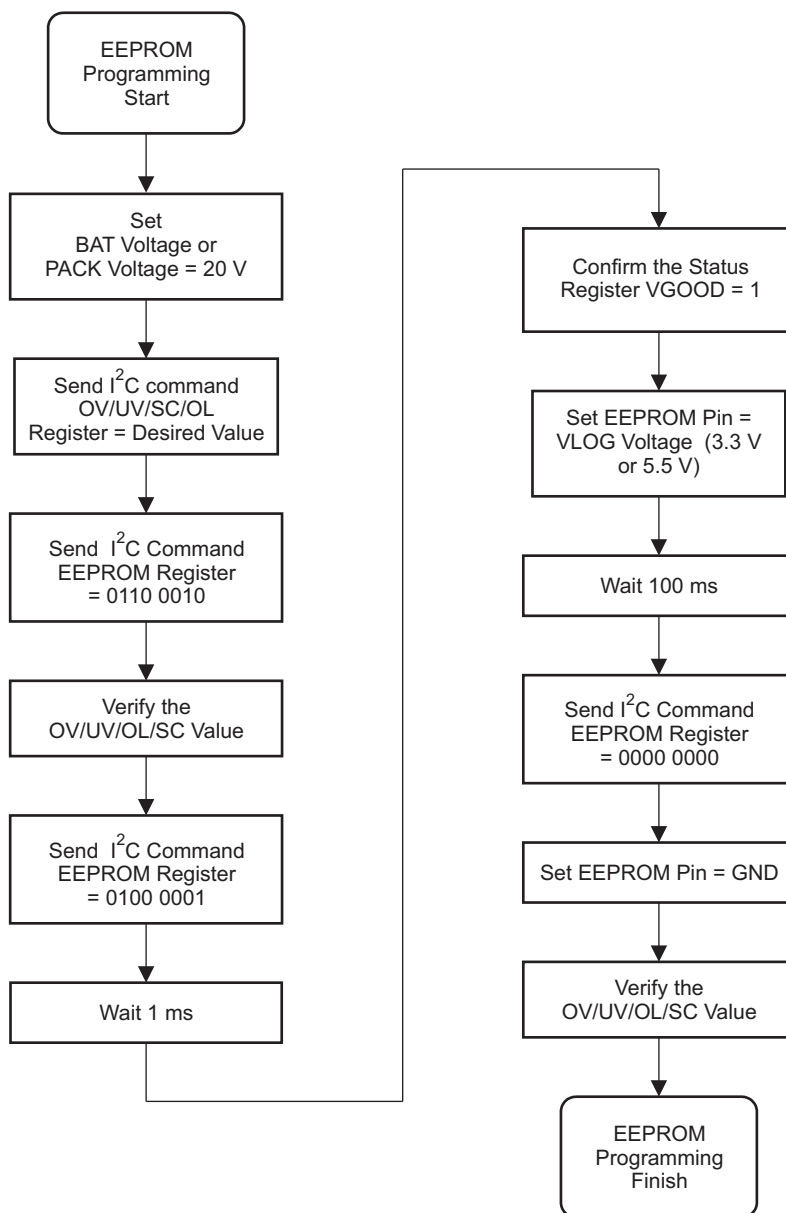 EEPROM
Programming
Start
Set
BAT Voltage or
PACK Voltage = 20 V
Send I²C command
OV/UV/SC/OL
Register = Desired Value
Send I²C Command
EEPROM Register
= 0110 0010
Verify the
OV/UV/OL/SC Value
Send I²C Command
EEPROM Register
= 0100 0001
Wait 1 ms
Confirm the Status
Register VGOOD = 1
Set EEPROM Pin =
VLOG Voltage (3.3 V
or 5.5 V)
Wait 100 ms
Send I²C Command
EEPROM Register
= 0000 0000
Set EEPROM Pin = GND
Verify the
OV/UV/OL/SC Value
EEPROM
Programming
Finish